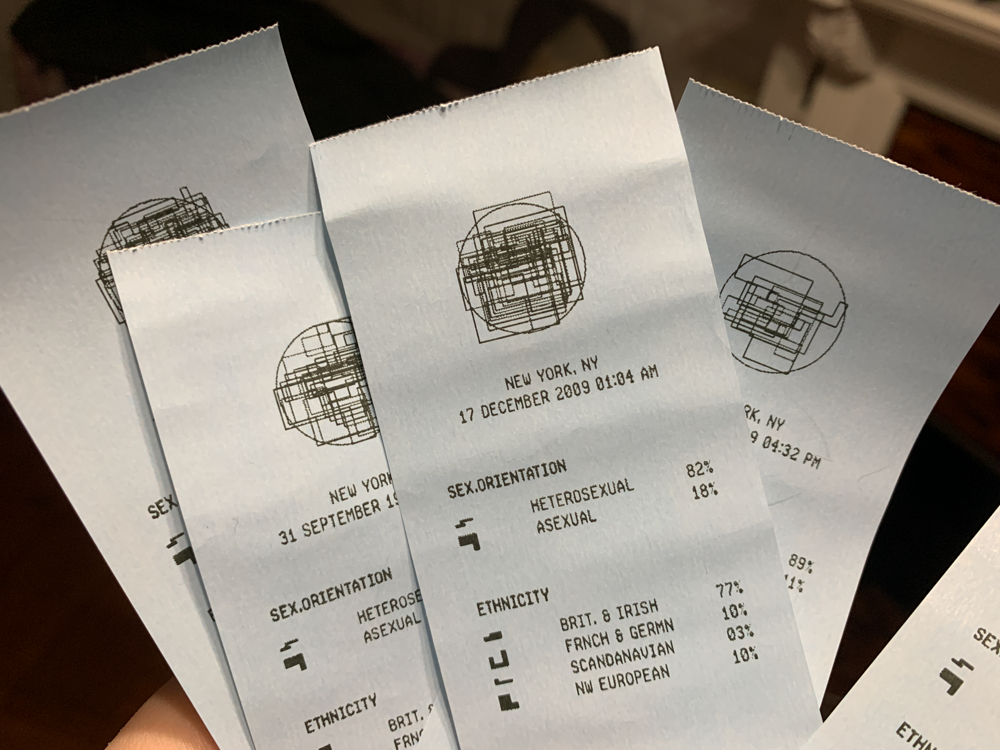 SEX
NEW YORK
31 SEPTEMBER 19
SEX.ORIENTATION
HETEROSE
ASEXUAL
ETHNICITY
BRIT. &
FRN
NEW YORK, NY
17 DECEMBER 2009 01:04 AM
SEX.ORIENTATION
HETEROSEXUAL 82%
ASEXUAL 18%
ETHNICITY
BRIT. & IRISH 77%
FRNCH & GERMN 10%
SCANDANAVIAN 03%
NW EUROPEAN 10%
RK, NY
9 04:32 PM
89%
11%
SEX
ETHN